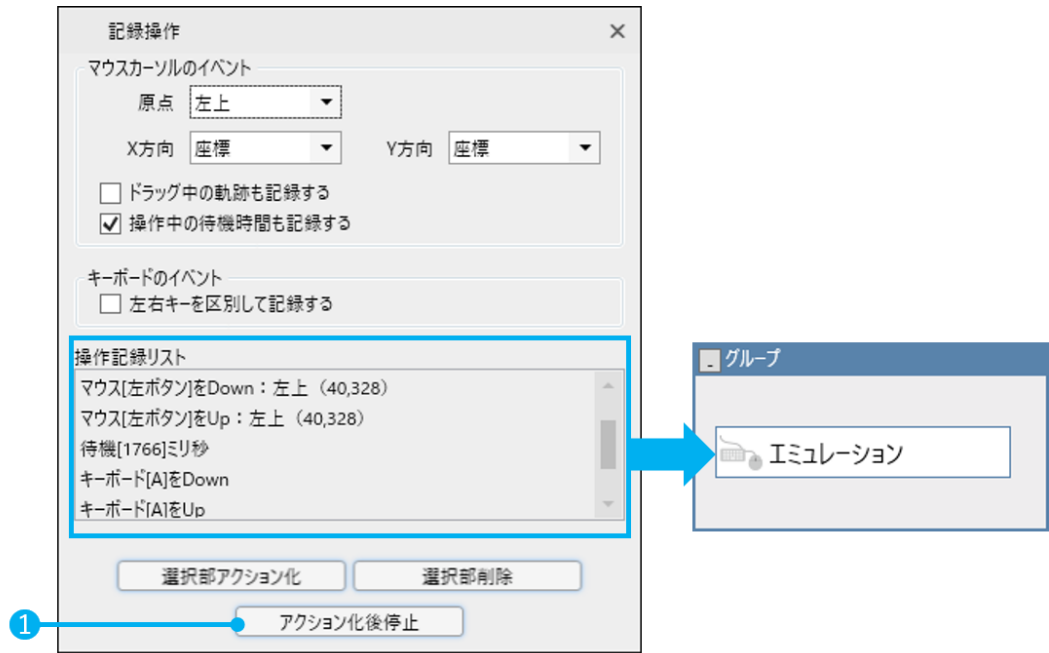 記録操作
マウスカーソルのイベント
原点 左上
X方向 座標 Y方向 座標
ドラッグ中の軌跡も記録する
操作中の待機時間も記録する
キーボードのイベント
左右キーを区別して記録する
操作記録リスト
マウス[左ボタン]をDown：左上（40,328）
マウス[左ボタン]をUp：左上（40,328）
待機[1766]ミリ秒
キーボード[A]をDown
キーボード[A]をUp
選択部アクション化 選択部削除
1 アクション化後停止
グループ
エミュレーション